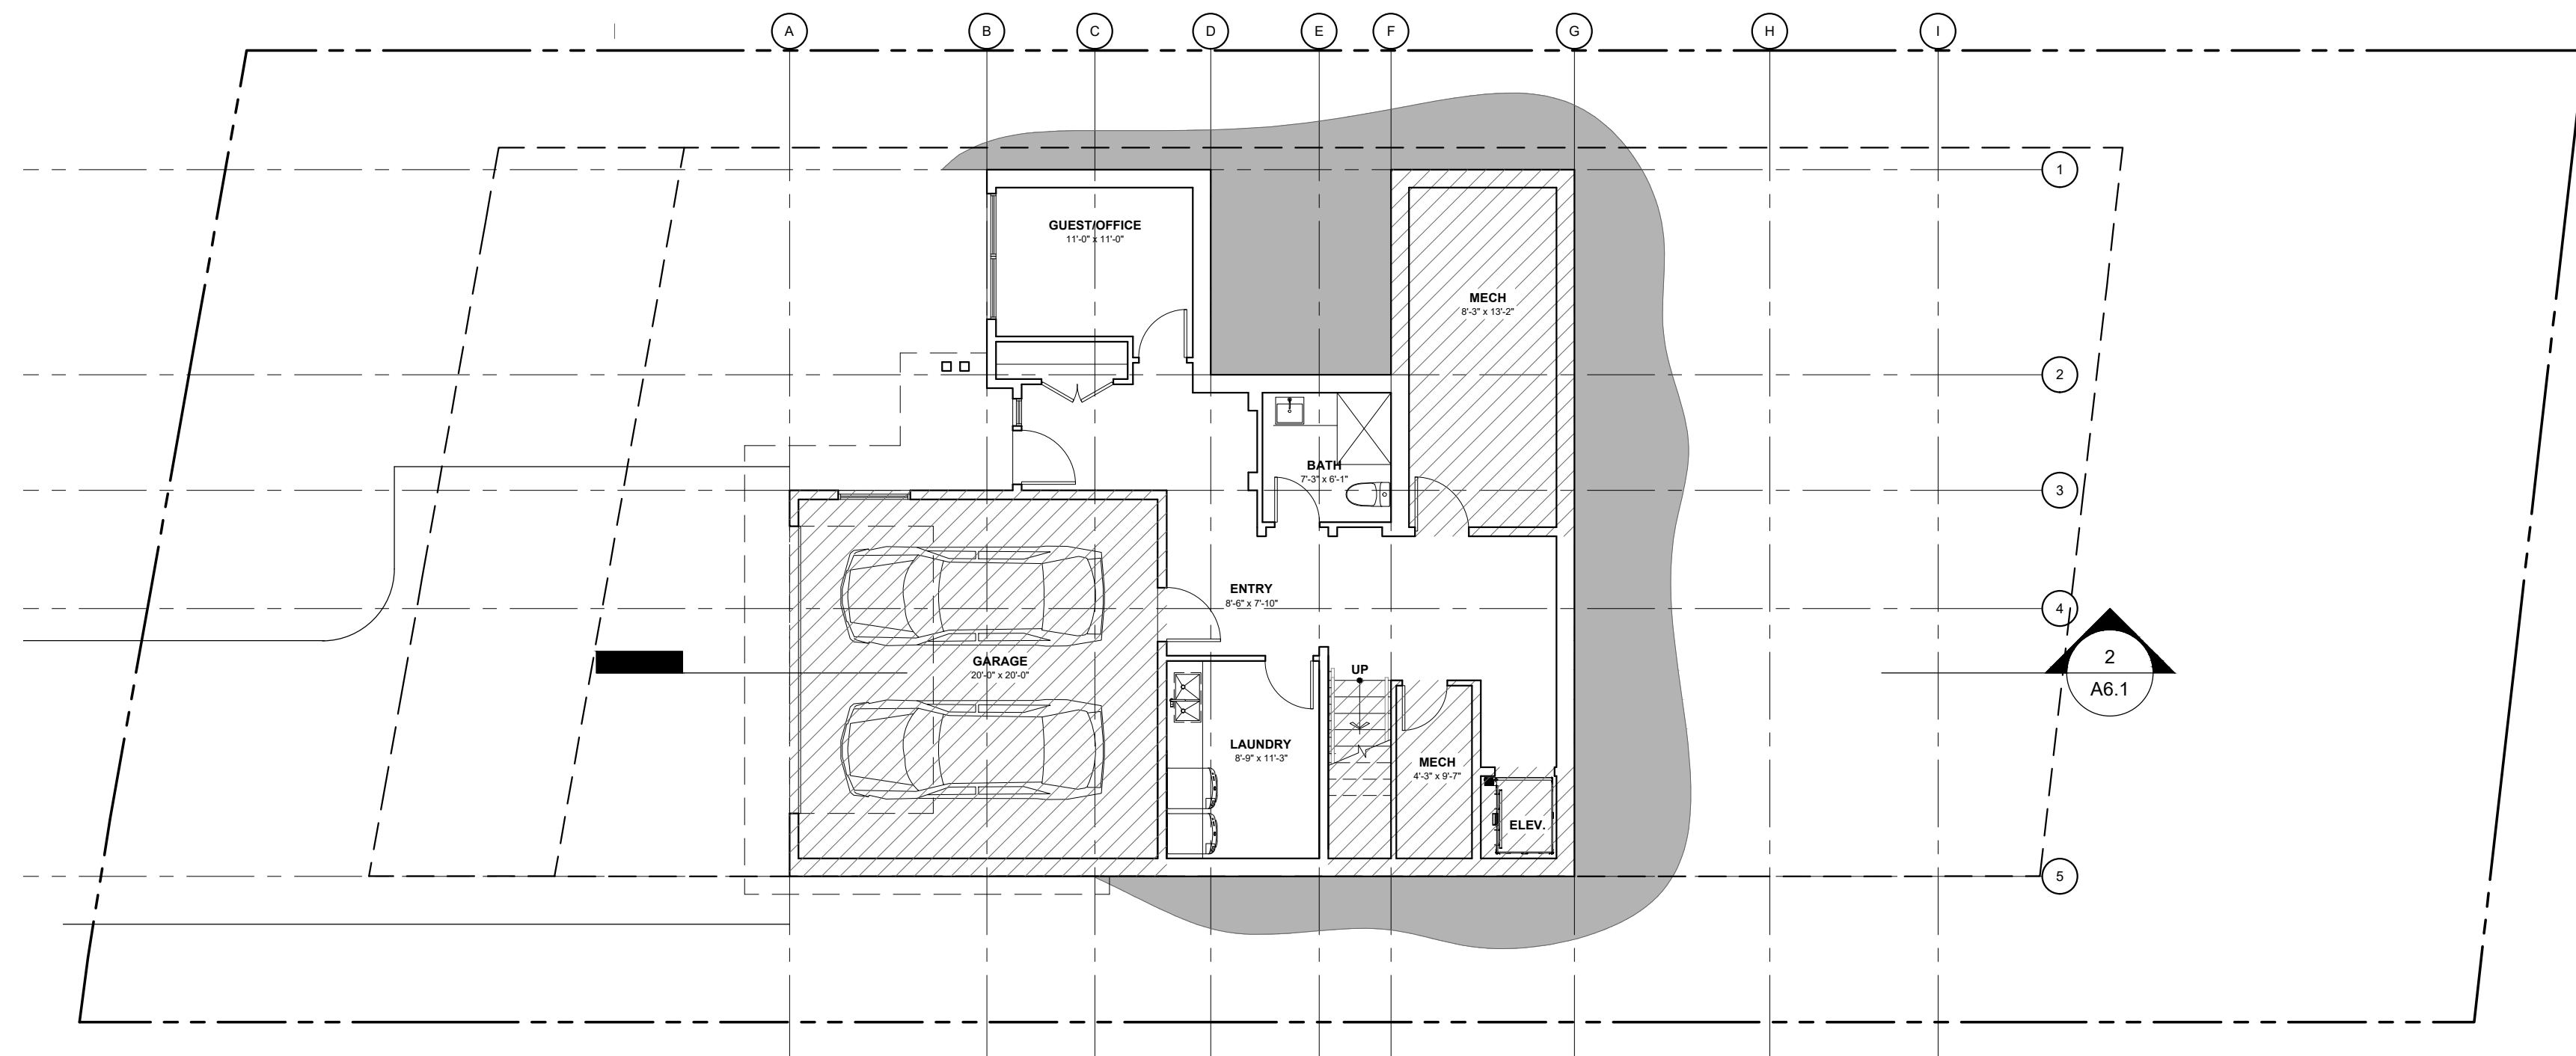 A B C D E F G H I
1
GUEST/OFFICE
11'-0" x 11'-0"
MECH
8'-3" x 13'-2"
2
BATH
7'-3" x 6'-1"
3
ENTRY
8'-6" x 7'-10"
4
GARAGE
20'-0" x 20'-0"
UP
2
A6.1
LAUNDRY
8'-9" x 11'-3"
MECH
4'-3" x 9'-7"
ELEV.
5